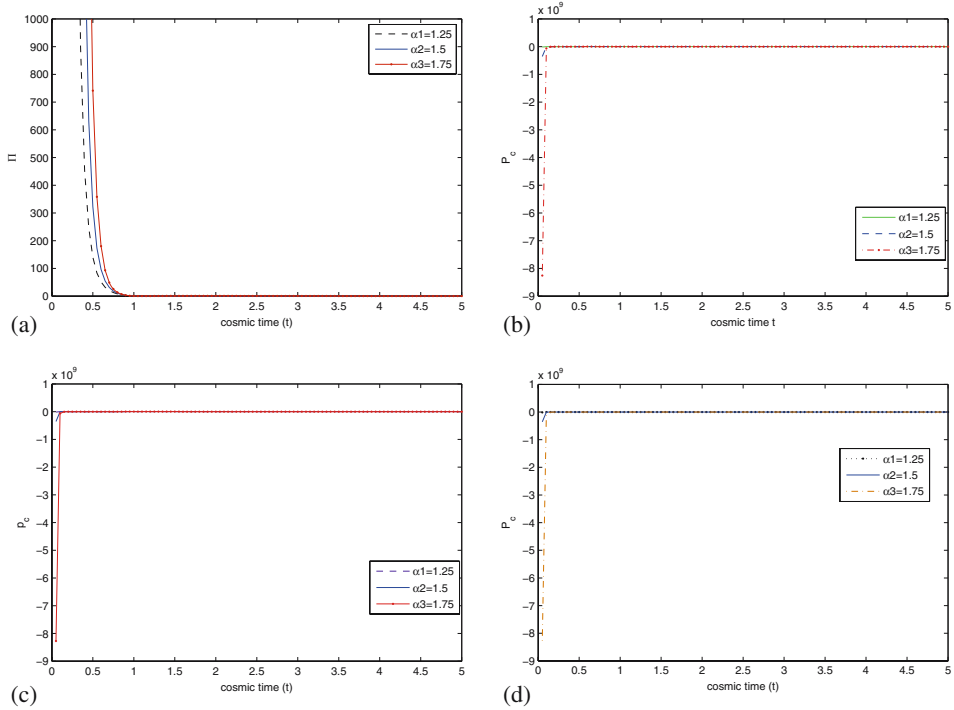 1000
900
800
700
600
500
400
300
200
100
0
Π
0 0.5 1 1.5 2 2.5 3 3.5 4 4.5 5
cosmic time (t)
α1=1.25
α2=1.5
α3=1.75
(a)
x 10^9
1
0
−1
−2
−3
−4
−5
−6
−7
−8
−9
P_c
0 0.5 1 1.5 2 2.5 3 3.5 4 4.5 5
cosmic time t
α1=1.25
α2=1.5
α3=1.75
(b)
x 10^9
1
0
−1
−2
−3
−4
−5
−6
−7
−8
−9
p_c
0 0.5 1 1.5 2 2.5 3 3.5 4 4.5 5
cosmic time (t)
α1=1.25
α2=1.5
α3=1.75
(c)
x 10^9
1
0
−1
−2
−3
−4
−5
−6
−7
−8
−9
P_c
0 0.5 1 1.5 2 2.5 3 3.5 4 4.5 5
cosmic time (t)
α1=1.25
α2=1.5
α3=1.75
(d)